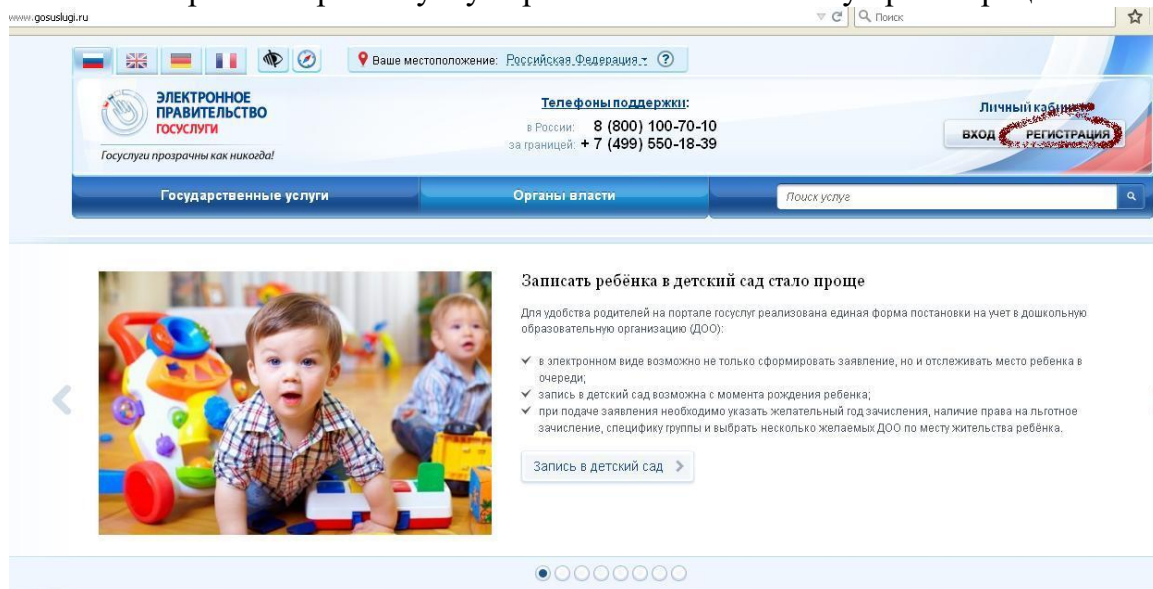 www.gosuslugi.ru
Поиск
Ваше местоположение: Российская Федерация ?
ЭЛЕКТРОННОЕ
ПРАВИТЕЛЬСТВО
ГОСУСЛУГИ
Госуслуги прозрачны как никогда!
Телефоны поддержки:
в России: 8 (800) 100-70-10
за границей: + 7 (499) 550-18-39
Личный кабинет
ВХОД РЕГИСТРАЦИЯ
Государственные услуги
Органы власти
Поиск услуг
Записать ребёнка в детский сад стало проще
Для удобства родителей на портале госуслуг реализована единая форма постановки на учет в дошкольную
образовательную организацию (ДОО):
в электронном виде возможно не только сформировать заявление, но и отслеживать место ребенка в
очереди;
запись в детский сад возможна с момента рождения ребенка;
при подаче заявления необходимо указать желательный год зачисления, наличие права на льготное
зачисление, специфику группы и выбрать несколько желаемых ДОО по месту жительства ребёнка.
Запись в детский сад